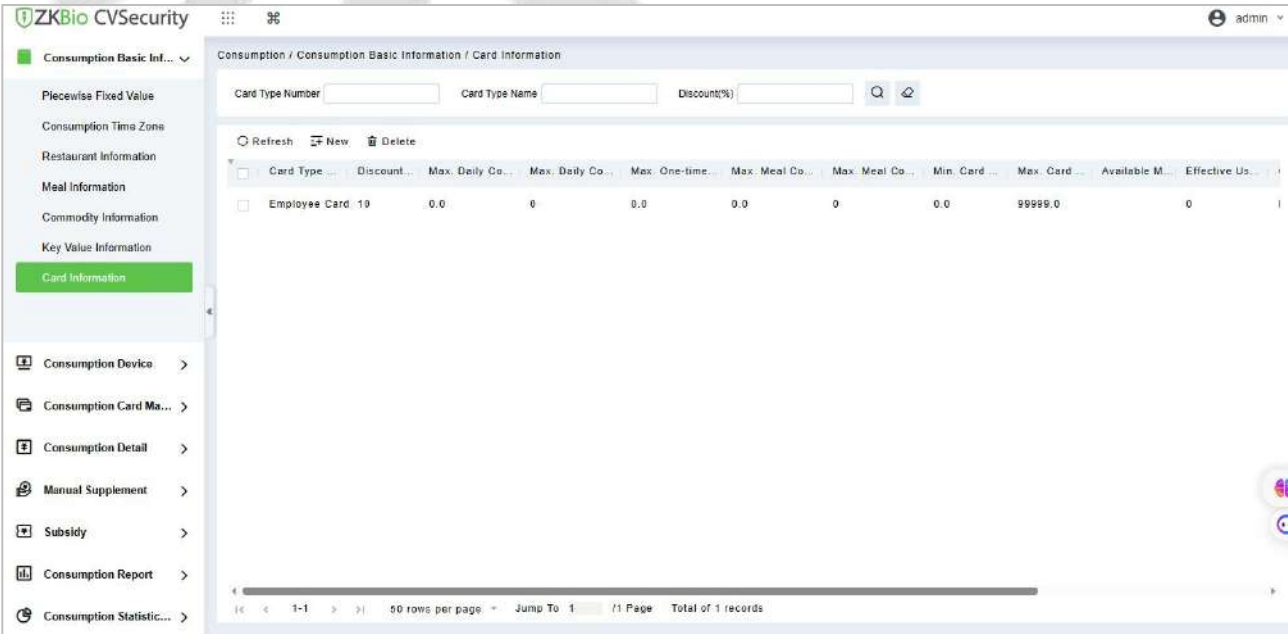 ZKBio CVSecurity
admin
Consumption Basic Inf...
Consumption / Consumption Basic Information / Card Information
Piecewise Fixed Value
Card Type Number
Card Type Name
Discount(%)
Consumption Time Zone
Refresh New Delete
Restaurant Information
Card Type ... Discount... Max. Daily Co... Max. Daily Co... Max. One-time... Max. Meal Co... Max. Meal Co... Min. Card ... Max. Card ... Available M... Effective Us...
Meal Information
Employee Card 10 0.0 0 0.0 0.0 0 0.0 99999.0 0
Commodity Information
Key Value Information
Card Information
Consumption Device
Consumption Card Ma...
Consumption Detail
Manual Supplement
Subsidy
Consumption Report
Consumption Statistic...
1-1 50 rows per page Jump To 1 /1 Page Total of 1 records